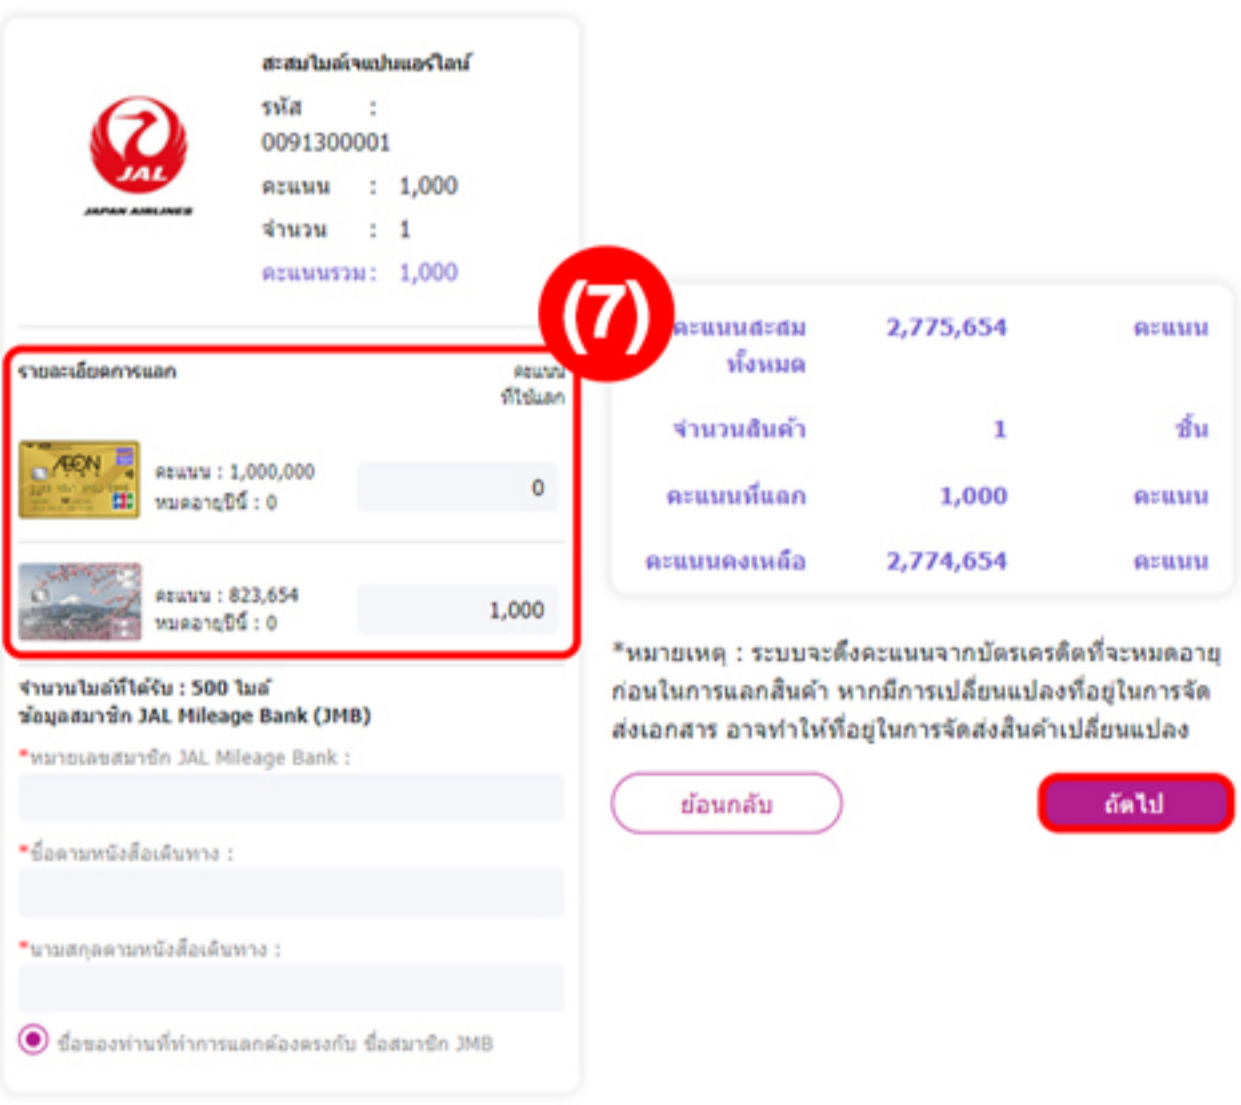 สะสมไมล์เจแปนแอร์ไลน์
รหัส :
0091300001
JAL
JAPAN AIRLINES
คะแนน : 1,000
จำนวน : 1
คะแนนรวม : 1,000
(7)
รายละเอียดการแลก
คะแนน
ที่ใช้แลก
AEON
คะแนน : 1,000,000
หมดอายุปีนี้ : 0
0
JCB
คะแนน : 823,654
หมดอายุปีนี้ : 0
1,000
จำนวนไมล์ที่ได้รับ : 500 ไมล์
ข้อมูลสมาชิก JAL Mileage Bank (JMB)
*หมายเลขสมาชิก JAL Mileage Bank :
*ชื่อตามหนังสือเดินทาง :
*นามสกุลตามหนังสือเดินทาง :
ชื่อของท่านที่ทำการแลกต้องตรงกับ ชื่อสมาชิก JMB
คะแนนสะสม 2,775,654 คะแนน
ทั้งหมด
จำนวนสินค้า 1 ชิ้น
คะแนนที่แลก 1,000 คะแนน
คะแนนคงเหลือ 2,774,654 คะแนน
*หมายเหตุ : ระบบจะดึงคะแนนจากบัตรเครดิตที่จะหมดอายุ
ก่อนในการแลกสินค้า หากมีการเปลี่ยนแปลงที่อยู่ในการจัด
ส่งเอกสาร อาจทำให้ที่อยู่ในการจัดส่งสินค้าเปลี่ยนแปลง
ย้อนกลับ
ถัดไป